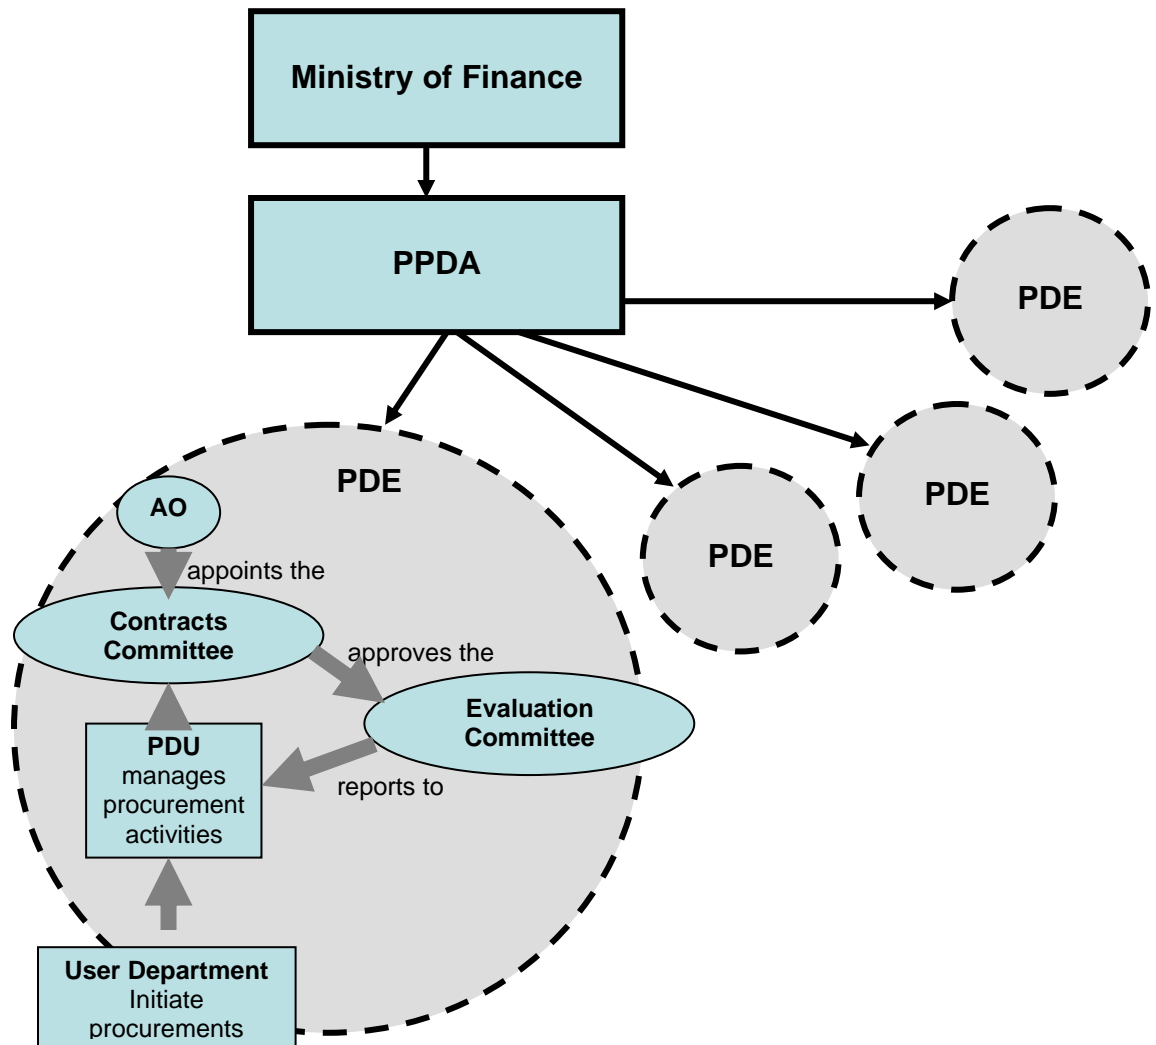 Ministry of Finance
PPDA
PDE
PDE
AO
appoints the
PDE
PDE
Contracts
Committee
approves the
Evaluation
Committee
PDU
manages
procurement
activities
reports to
User Department
Initiate
procurements